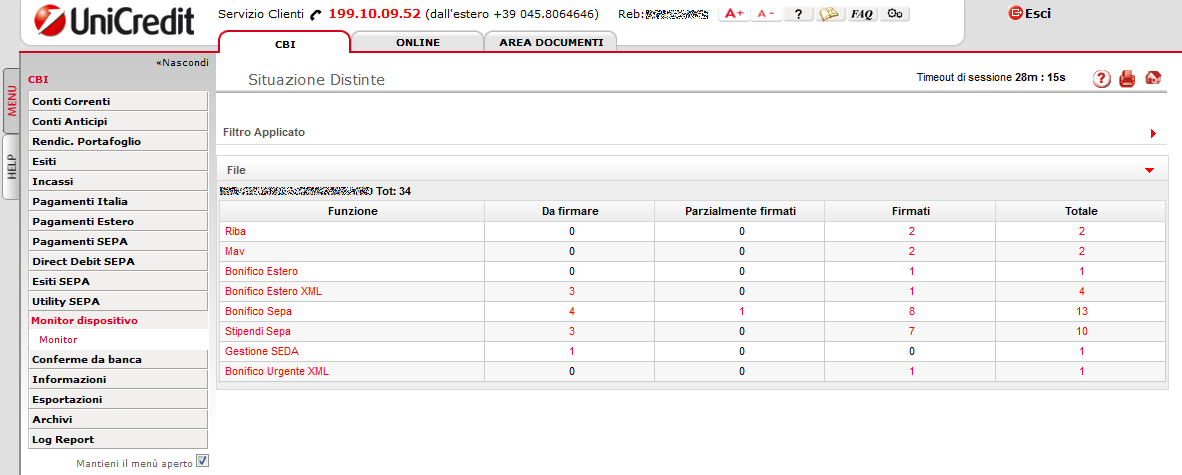 UniCredit
Servizio Clienti 199.10.09.52 (dall'estero +39 045.8064646) Reb: A+ A- ? FAQ Esci
CBI ONLINE AREA DOCUMENTI
«Nascondi
MENU
HELP
CBI
Conti Correnti
Conti Anticipi
Rendic. Portafoglio
Esiti
Incassi
Pagamenti Italia
Pagamenti Estero
Pagamenti SEPA
Direct Debit SEPA
Esiti SEPA
Utility SEPA
Monitor dispositivo
Monitor
Conferme da banca
Informazioni
Esportazioni
Archivi
Log Report
Mantieni il menù aperto
Situazione Distinte Timeout di sessione 28m : 15s ?
Filtro Applicato
File
Tot: 34
Funzione Da firmare Parzialmente firmati Firmati Totale
Riba 0 0 2 2
Mav 0 0 2 2
Bonifico Estero 0 0 1 1
Bonifico Estero XML 3 0 1 4
Bonifico Sepa 4 1 8 13
Stipendi Sepa 3 0 7 10
Gestione SEDA 1 0 0 1
Bonifico Urgente XML 0 0 1 1